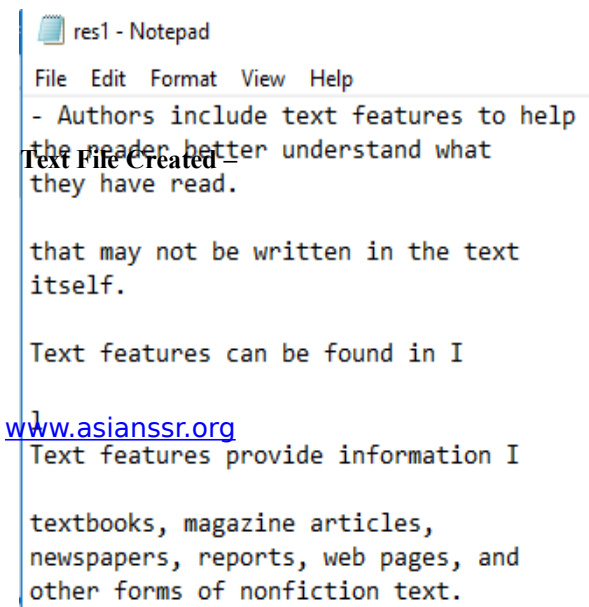 res1 - Notepad
File Edit Format View Help
- Authors include text features to help
the reader better understand what
Text File Created –
they have read.
that may not be written in the text
itself.
Text features can be found in I
l
www.asianssr.org
Text features provide information I
textbooks, magazine articles,
newspapers, reports, web pages, and
other forms of nonfiction text.